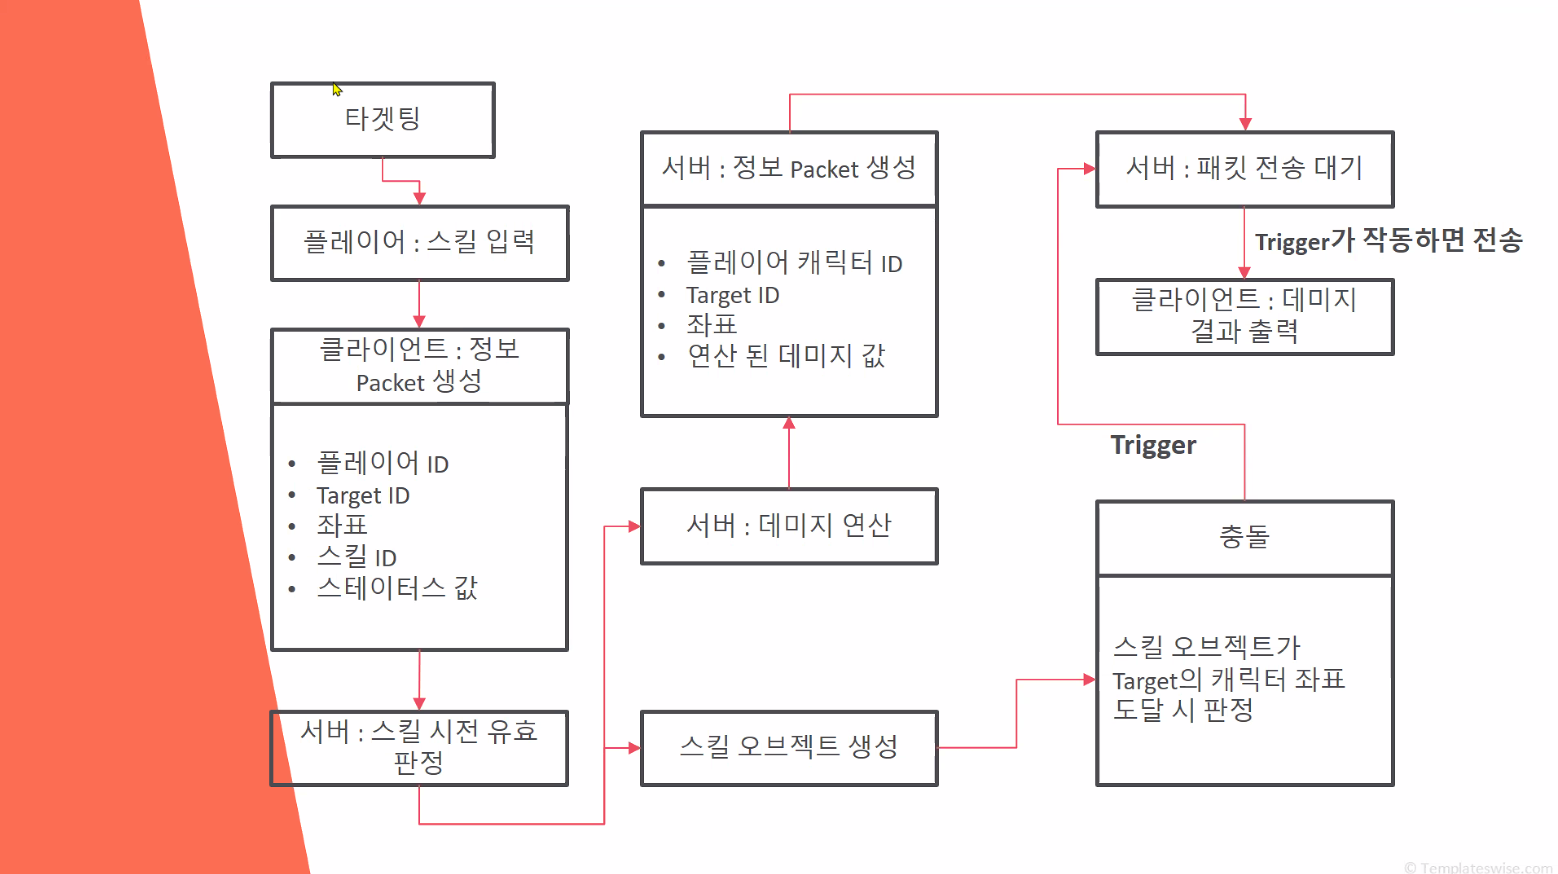 타겟팅
플레이어 : 스킬 입력
클라이언트 : 정보
Packet 생성
• 플레이어 ID
• Target ID
• 좌표
• 스킬 ID
• 스테이터스 값
서버 : 스킬 시전 유효
판정
서버 : 정보 Packet 생성
• 플레이어 캐릭터 ID
• Target ID
• 좌표
• 연산 된 데미지 값
서버 : 데미지 연산
스킬 오브젝트 생성
서버 : 패킷 전송 대기
Trigger가 작동하면 전송
클라이언트 : 데미지
결과 출력
Trigger
충돌
스킬 오브젝트가
Target의 캐릭터 좌표
도달 시 판정
© Templateswise.com